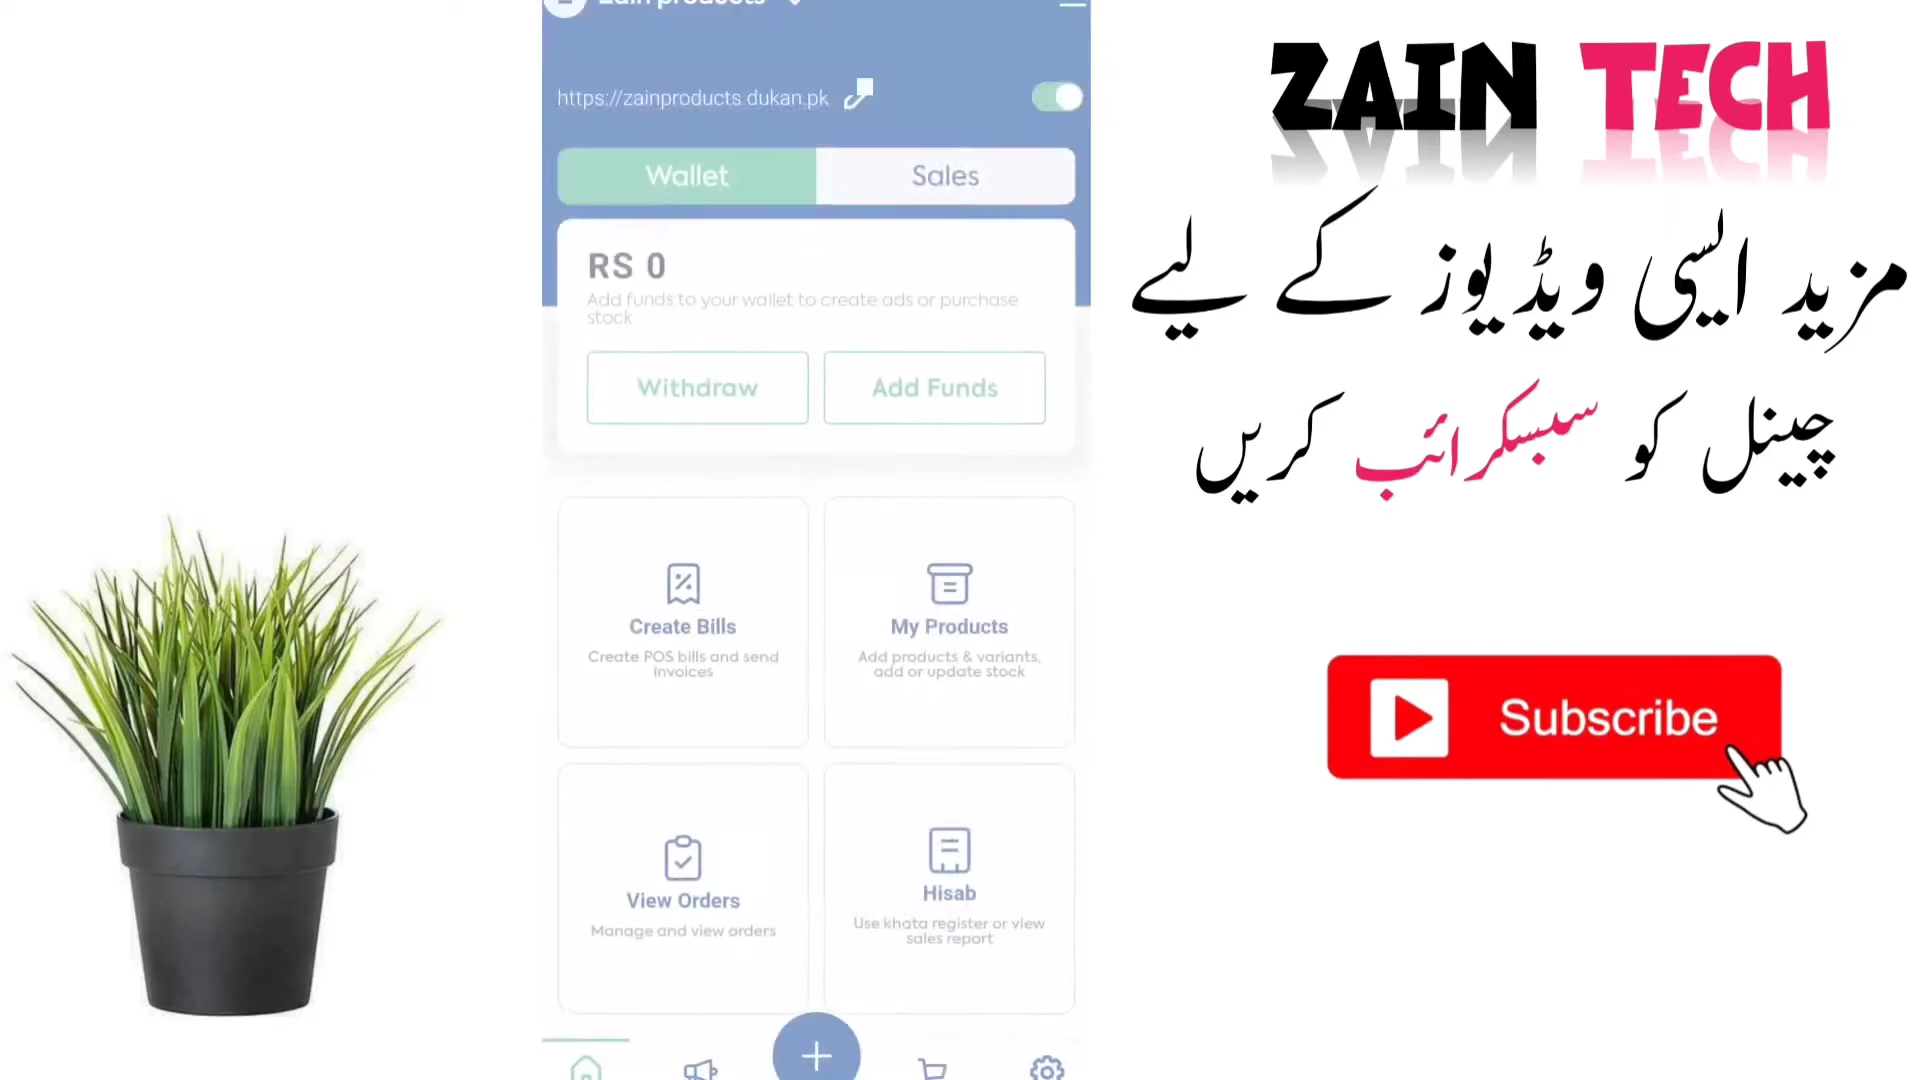 Zain products
https://zainproducts.dukan.pk
Wallet
Sales
RS 0
Add funds to your wallet to create ads or purchase
stock
Withdraw
Add Funds
Create Bills
Create POS bills and send
invoices
My Products
Add products & variants,
add or update stock
View Orders
Manage and view orders
Hisab
Use khata register or view
sales report
ZAIN TECH
مزید ایسی ویڈیوز کے لیے
چینل کو سبسکرائب کریں
Subscribe